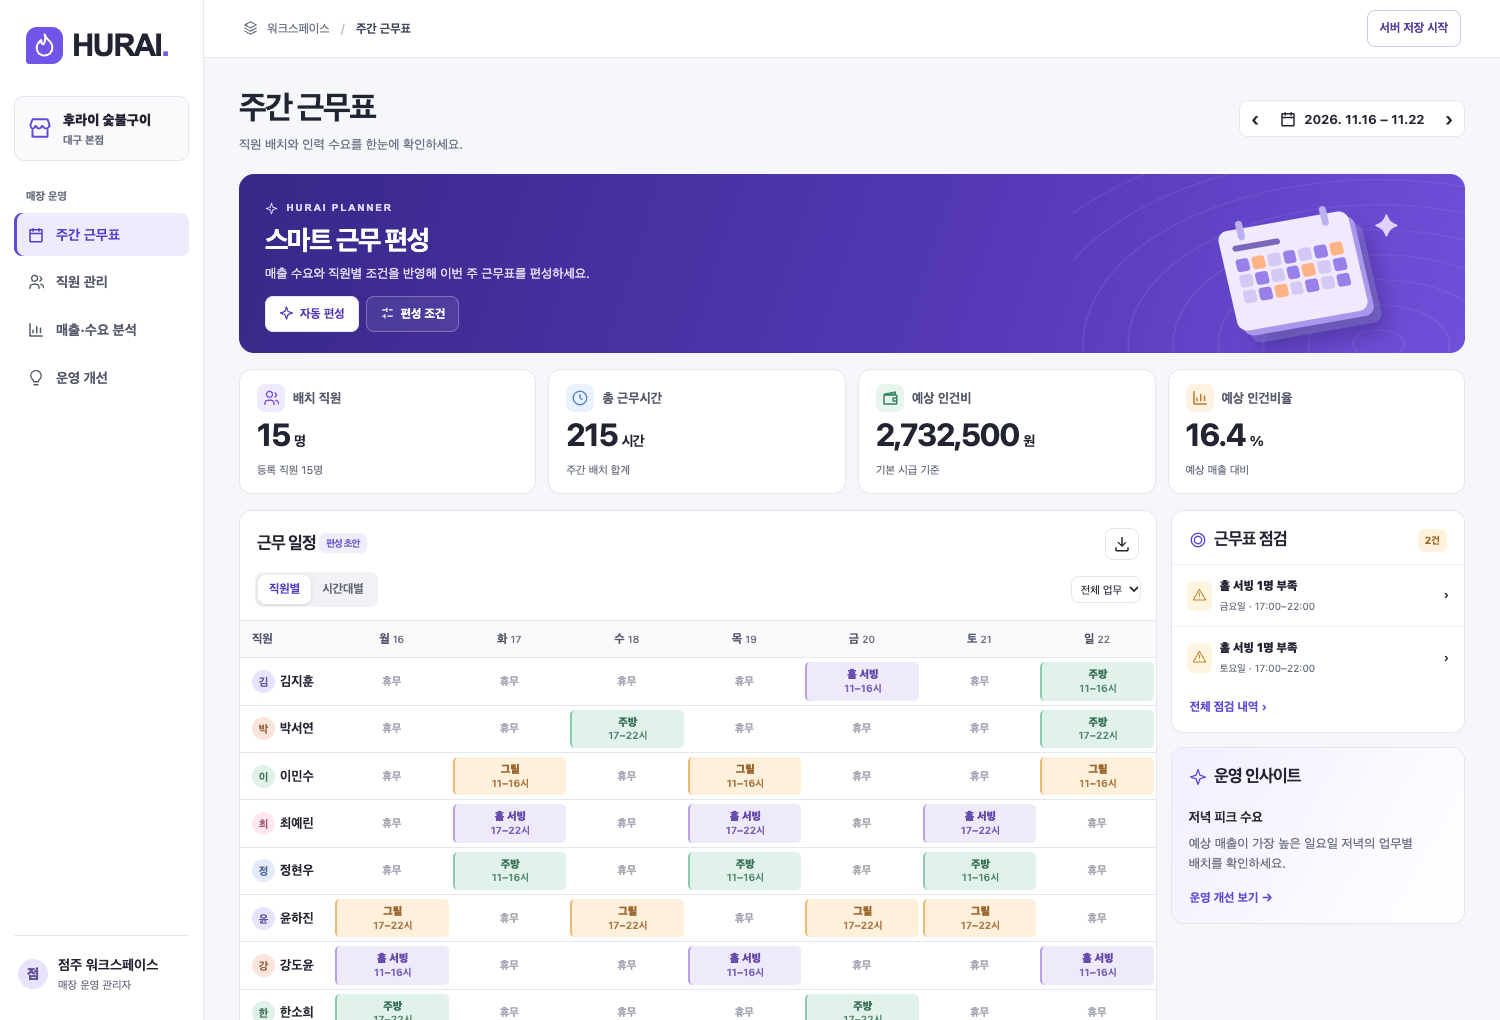 HURAI.
후라이 숯불구이
대구 본점
매장 운영
주간 근무표
직원 관리
매출·수요 분석
운영 개선
점 점주 워크스페이스
매장 운영 관리자
워크스페이스 / 주간 근무표
서버 저장 시작
주간 근무표
직원 배치와 인력 수요를 한눈에 확인하세요.
‹ 2026. 11.16 – 11.22 ›
HURAI PLANNER
스마트 근무 편성
매출 수요와 직원별 조건을 반영해 이번 주 근무표를 편성하세요.
자동 편성 편성 조건
배치 직원
15 명
등록 직원 15명
총 근무시간
215 시간
주간 배치 합계
예상 인건비
2,732,500 원
기본 시급 기준
예상 인건비율
16.4 %
예상 매출 대비
근무 일정 편성 초안
직원별 시간대별
전체 업무
직원 월 16 화 17 수 18 목 19 금 20 토 21 일 22
김 김지훈 휴무 휴무 휴무 휴무 홀 서빙 11–16시 휴무 주방 11–16시
박 박서연 휴무 휴무 주방 17–22시 휴무 휴무 휴무 주방 17–22시
이 이민수 휴무 그릴 11–16시 휴무 그릴 11–16시 휴무 휴무 그릴 11–16시
최 최예린 휴무 홀 서빙 17–22시 휴무 홀 서빙 17–22시 휴무 홀 서빙 17–22시 휴무
정 정현우 휴무 주방 11–16시 휴무 주방 11–16시 휴무 주방 11–16시 휴무
윤 윤하진 그릴 17–22시 휴무 그릴 17–22시 휴무 그릴 17–22시 그릴 17–22시 휴무
강 강도윤 홀 서빙 11–16시 휴무 휴무 홀 서빙 11–16시 휴무 휴무 홀 서빙 11–16시
한 한소희 주방 17–22시 휴무 휴무 휴무 주방 17–22시 휴무 휴무
근무표 점검 2건
홀 서빙 1명 부족
금요일 · 17:00–22:00
›
홀 서빙 1명 부족
토요일 · 17:00–22:00
›
전체 점검 내역 ›
운영 인사이트
저녁 피크 수요
예상 매출이 가장 높은 일요일 저녁의 업무별
배치를 확인하세요.
운영 개선 보기 →